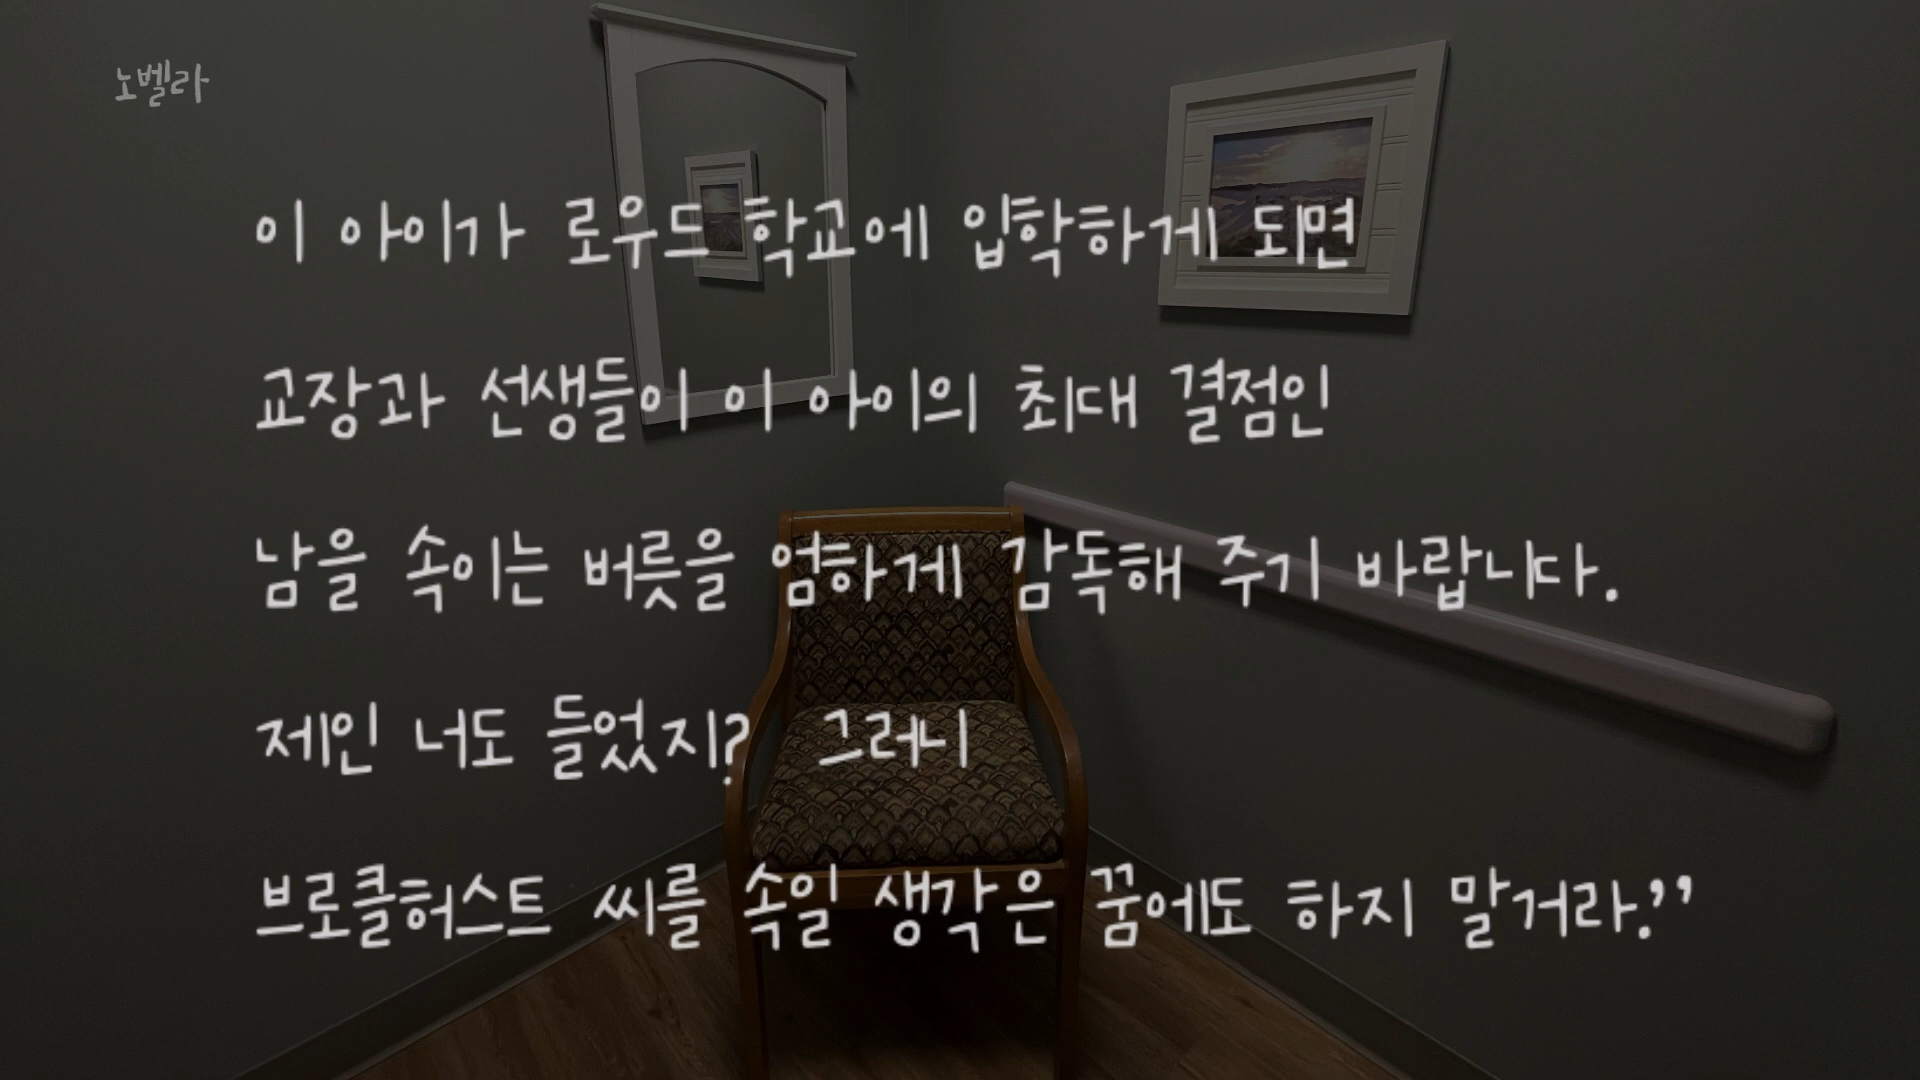 노벨라
이 아이가 로우드 학교에 입학하게 되면
교장과 선생들이 이 아이의 최대 결점인
남을 속이는 버릇을 엄하게 감독해 주기 바랍니다.
제인 너도 들었지? 그러니
브로클허스트 씨를 속일 생각은 꿈에도 하지 말거라.”